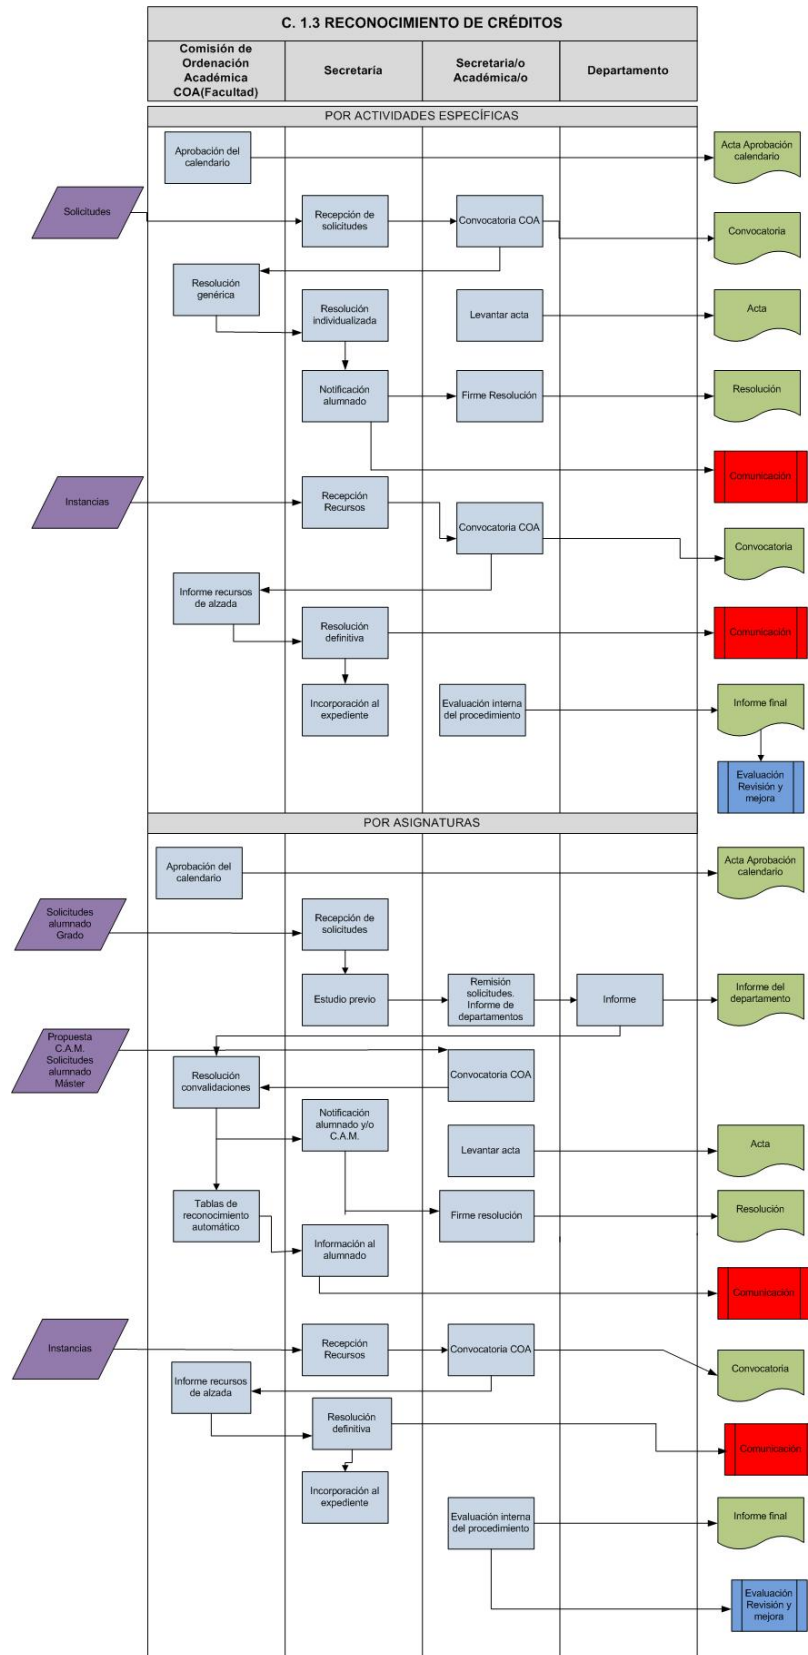 C. 1.3 RECONOCIMIENTO DE CRÉDITOS
Comisión de
Ordenación
Académica
COA(Facultad)
Secretaría
Secretaria/o
Académica/o
Departamento
POR ACTIVIDADES ESPECÍFICAS
Aprobación del
calendario
Acta Aprobación
calendario
Solicitudes
Recepción de
solicitudes
Convocatoria COA
Convocatoria
Resolución
genérica
Resolución
individualizada
Levantar acta
Acta
Notificación
alumnado
Firme Resolución
Resolución
Comunicación
Instancias
Recepción
Recursos
Convocatoria COA
Convocatoria
Informe recursos
de alzada
Resolución
definitiva
Comunicación
Incorporación al
expediente
Evaluación interna
del procedimiento
Informe final
Evaluación
Revisión y
mejora
POR ASIGNATURAS
Aprobación del
calendario
Acta Aprobación
calendario
Solicitudes
alumnado
Grado
Recepción de
solicitudes
Estudio previo
Remisión
solicitudes.
Informe de
departamentos
Informe
Informe del
departamento
Propuesta
C.A.M.
Solicitudes
alumnado
Máster
Resolución
convalidaciones
Convocatoria COA
Notificación
alumnado y/o
C.A.M.
Levantar acta
Acta
Tablas de
reconocimiento
automático
Información al
alumnado
Firme resolución
Resolución
Comunicación
Instancias
Recepción
Recursos
Convocatoria COA
Convocatoria
Informe recursos
de alzada
Resolución
definitiva
Comunicación
Incorporación al
expediente
Evaluación interna
del procedimiento
Informe final
Evaluación
Revisión y
mejora